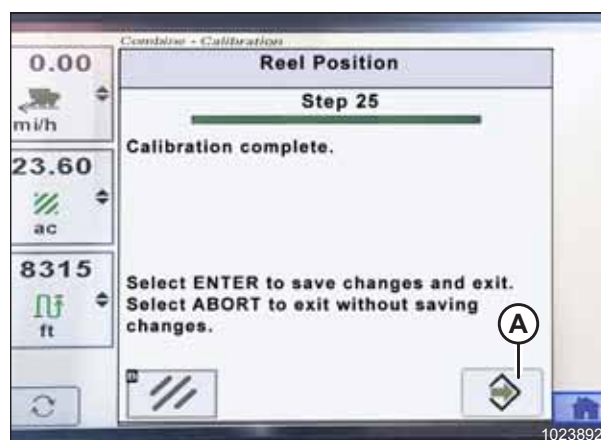 Combine - Calibration
0.00
mi/h
23.60
ac
8315
ft
Reel Position
Step 25
Calibration complete.
Select ENTER to save changes and exit.
Select ABORT to exit without saving
changes.
A
1023892